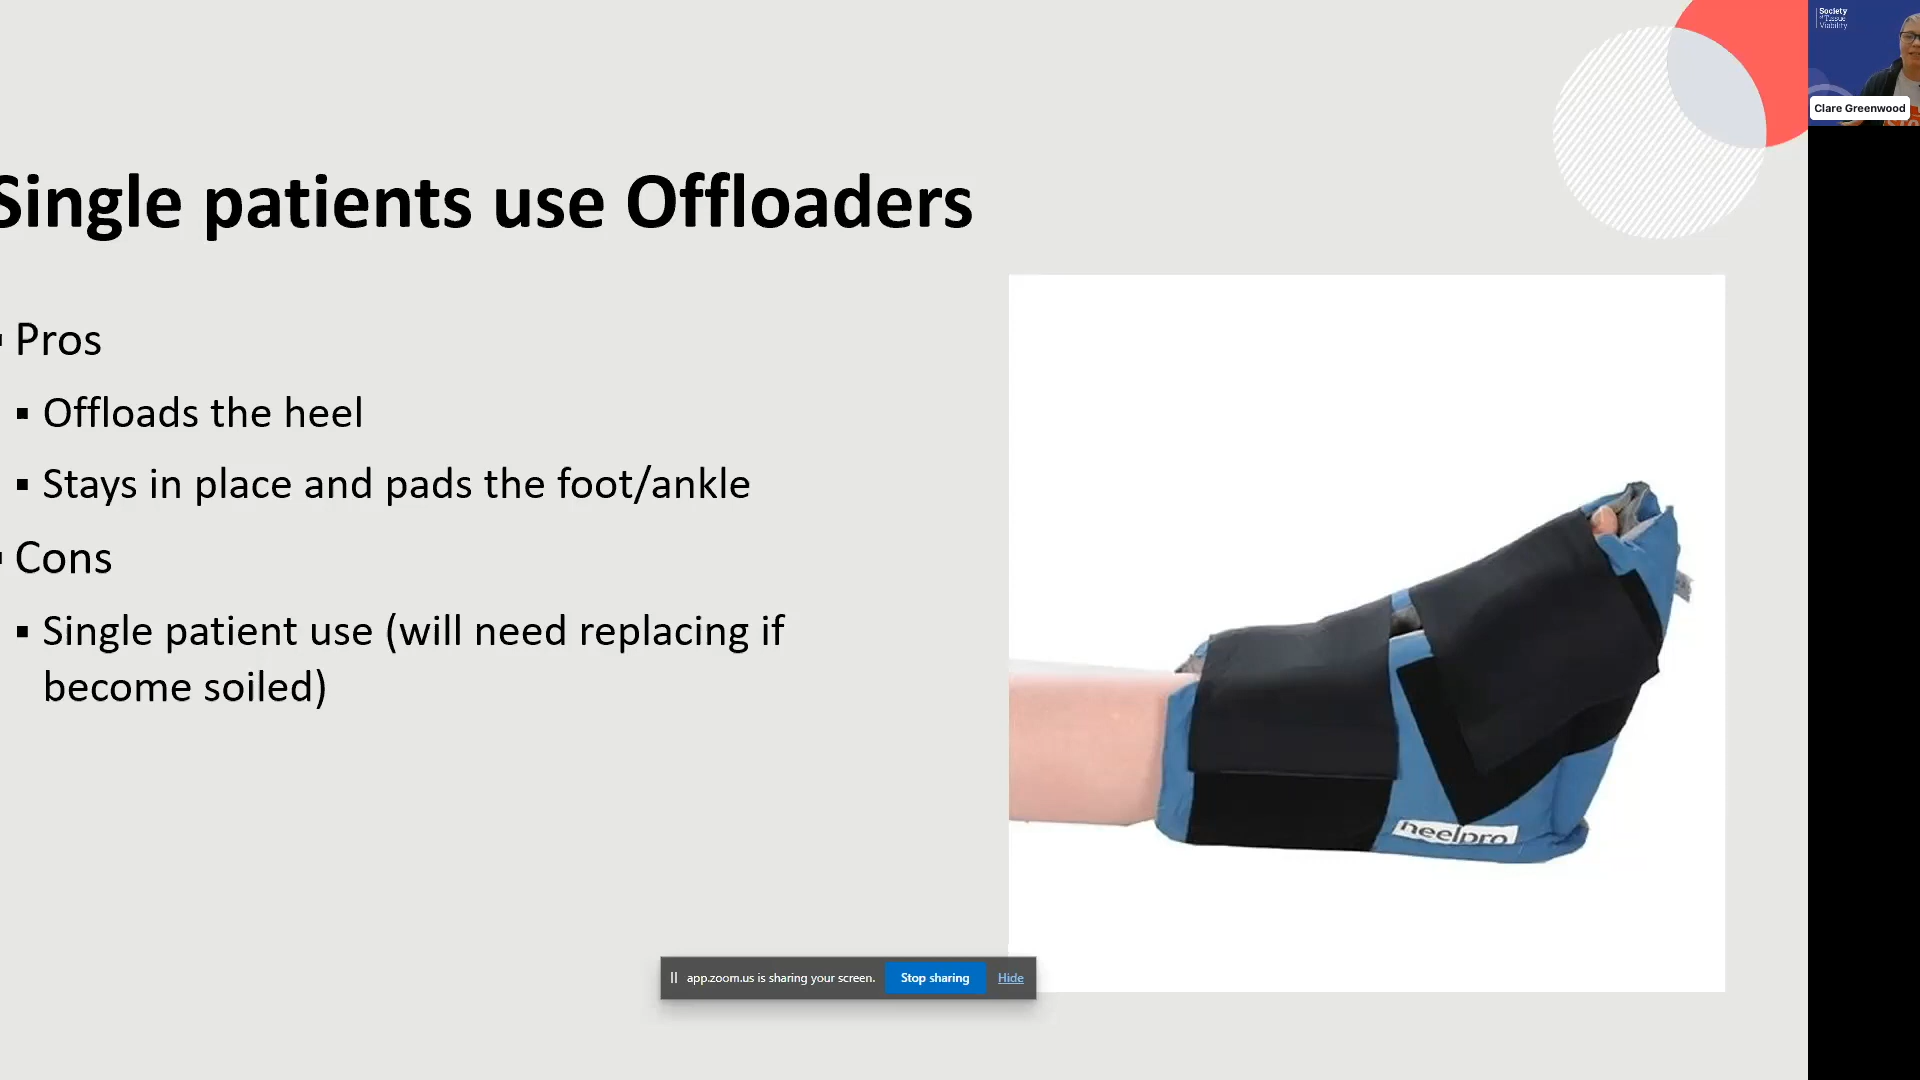 Society
of Tissue
Viability
Clare Greenwood
Single patients use Offloaders
▪ Pros
▪ Offloads the heel
▪ Stays in place and pads the foot/ankle
▪ Cons
▪ Single patient use (will need replacing if
become soiled)
heelpro
app.zoom.us is sharing your screen. Stop sharing Hide